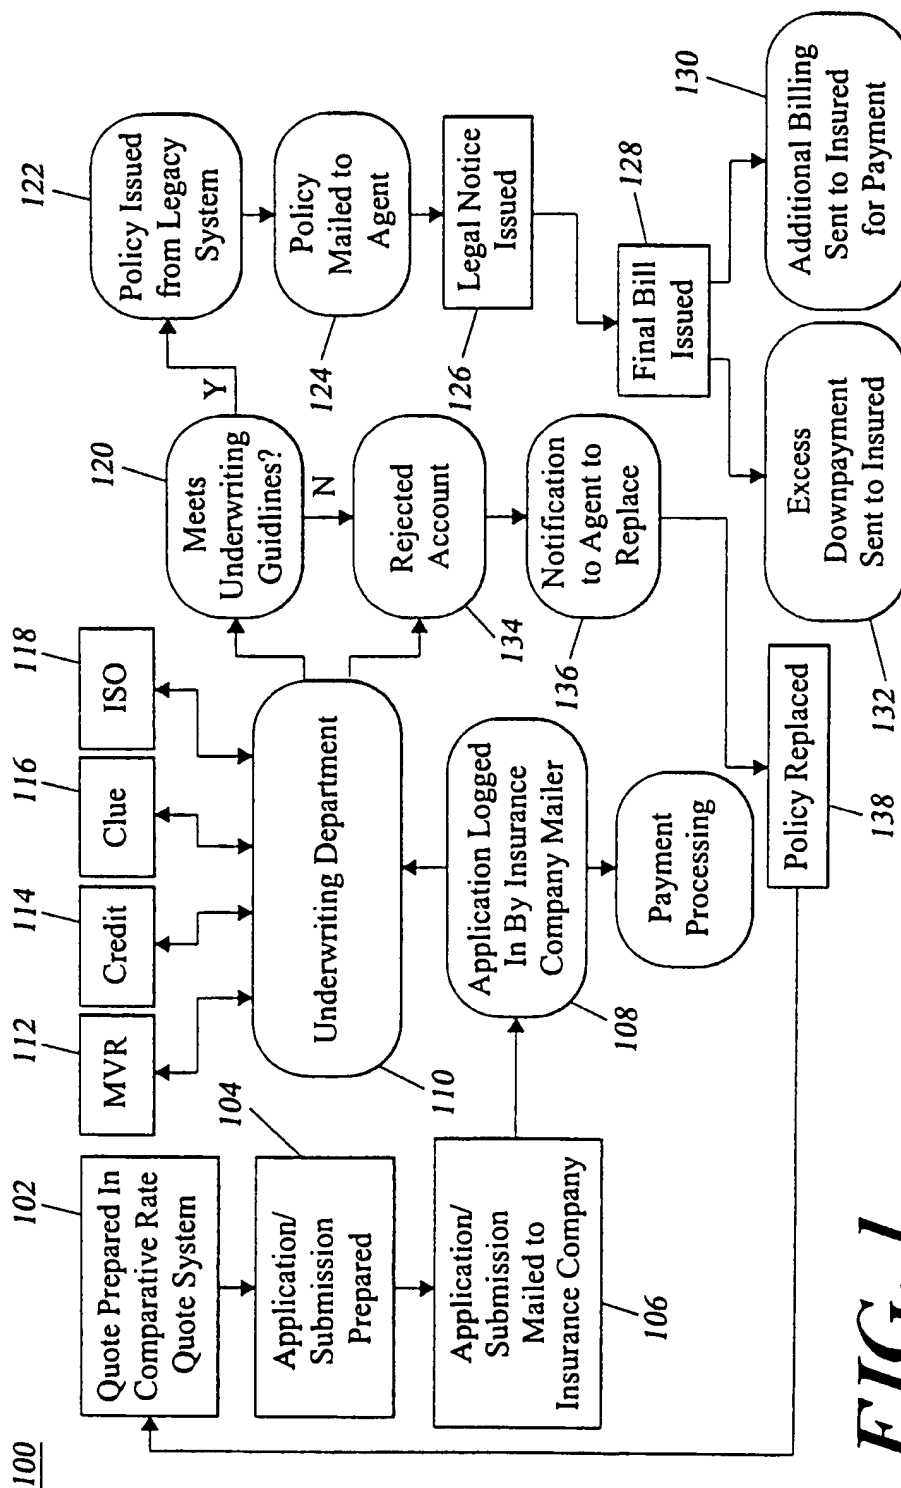 100
102
Quote Prepared In
Comparative Rate
Quote System
104
Application/
Submission
Prepared
Application/
Submission
Mailed to
Insurance Company
106
112
MVR
114
Credit
116
Clue
118
ISO
Underwriting Department
110
Application Logged
In By Insurance
Company Mailer
108
Payment
Processing
120
Meets
Underwriting
Guidlines?
Y
N
Rejected
Account
134
Notification
to Agent to
Replace
136
Policy Replaced
138
122
Policy Issued
from Legacy
System
Policy
Mailed to
Agent
124
Legal Notice
Issued
126
128
Final Bill
Issued
130
Additional Billing
Sent to Insured
for Payment
Excess
Downpayment
Sent to Insured
132
FIG. 1